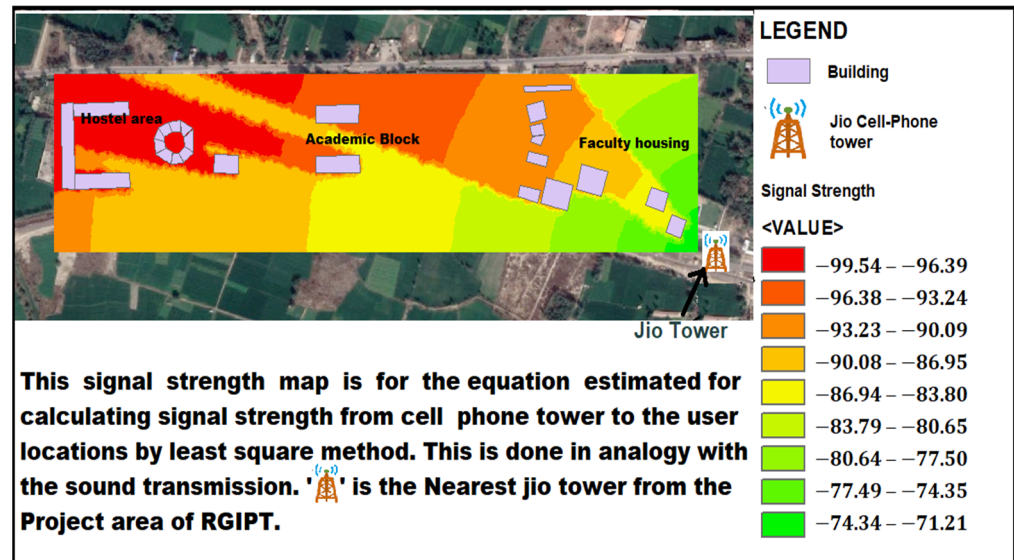 Hostel area
Academic Block
Faculty housing
Jio Tower
LEGEND
Building
Jio Cell-Phone
tower
Signal Strength
<VALUE>
−99.54 – −96.39
−96.38 – −93.24
−93.23 – −90.09
−90.08 – −86.95
−86.94 – −83.80
−83.79 – −80.65
−80.64 – −77.50
−77.49 – −74.35
−74.34 – −71.21
This signal strength map is for the equation estimated for
calculating signal strength from cell phone tower to the user
locations by least square method. This is done in analogy with
the sound transmission. ' ' is the Nearest jio tower from the
Project area of RGIPT.